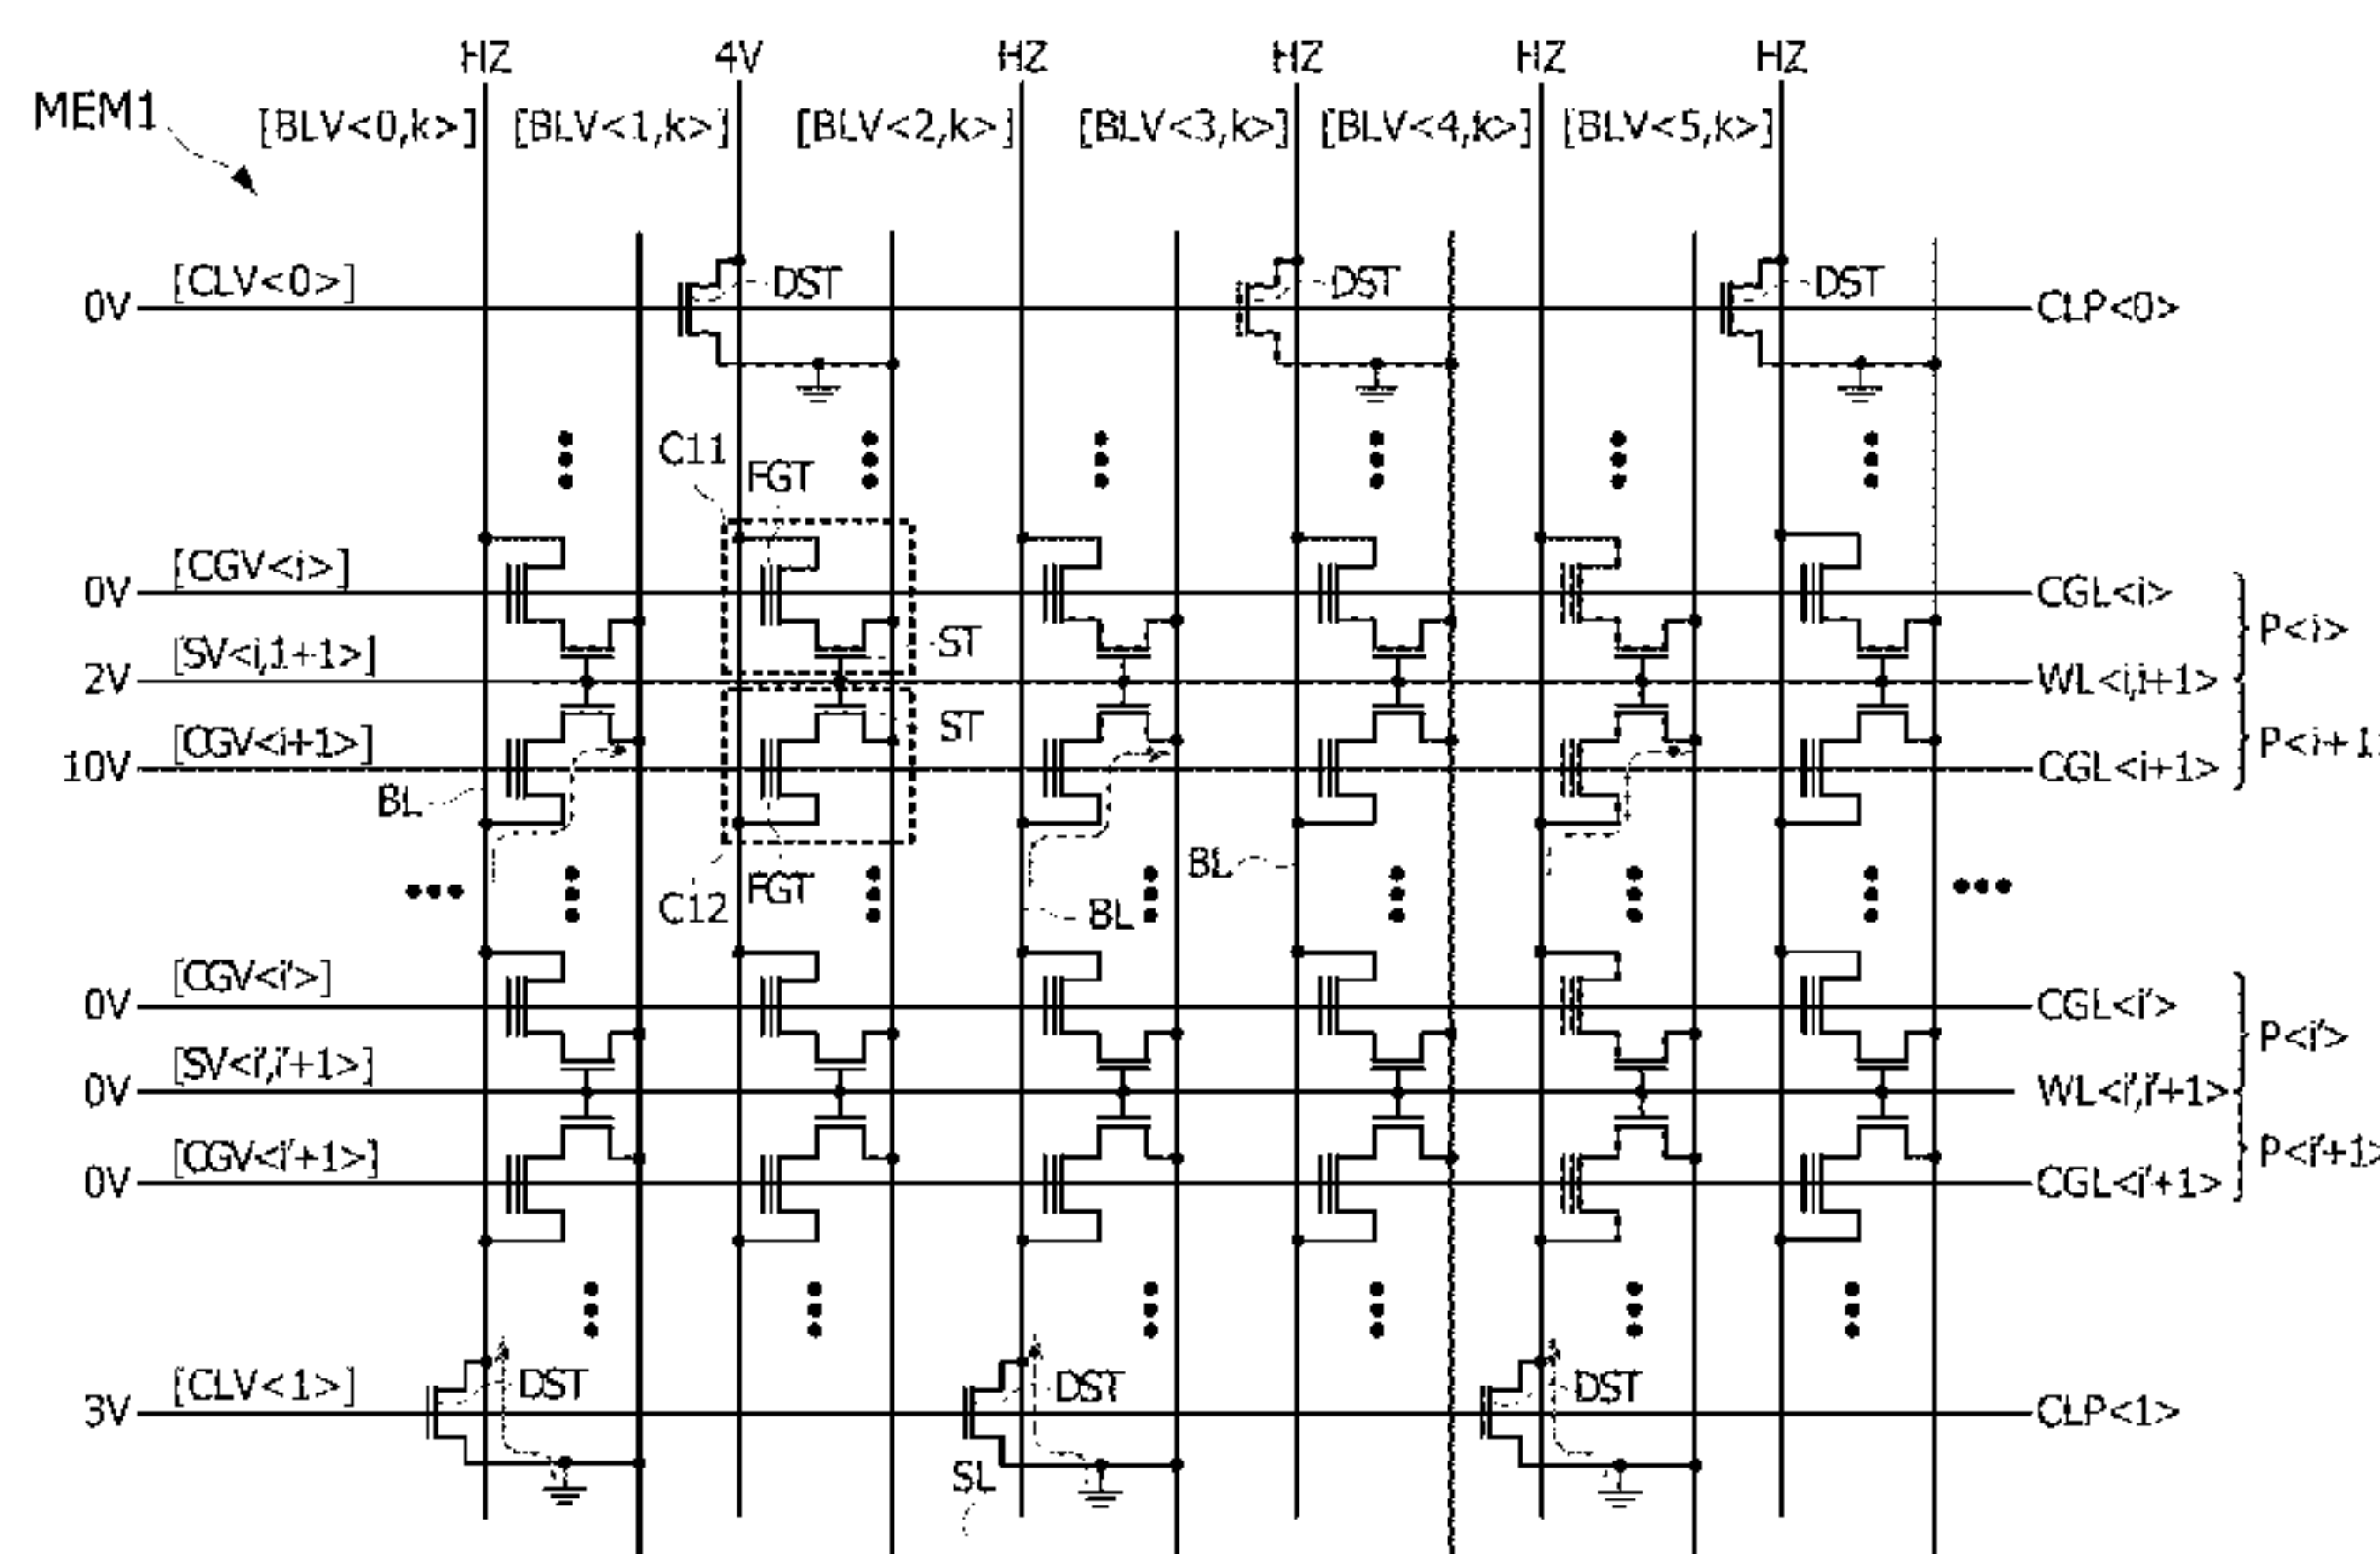 HZ 4V HZ HZ HZ HZ
MEM1
[BLV<0,k>] [BLV<1,k>] [BLV<2,k>] [BLV<3,k>] [BLV<4,k>] [BLV<5,k>]
[CLV<0>] DST DST DST
0V CLP<0>
C11 FGT
[CGV<i>]
0V CGL<i>
P<i>
[SV<i,1+1>] ST
2V WL<i,i+1>
[CGV<i+1>] ST P<i+1
10V CGL<i+1>
BL
BL
C12 FGT BL
[CGV<i'>]
0V CGL<i'>
P<i'>
[SV<i',i'+1>]
0V WL<i',i'+1>
[CGV<i'+1>] P<i'+1>
0V CGL<i'+1>
[CLV<1>] DST DST DST
3V CLP<1>
SL